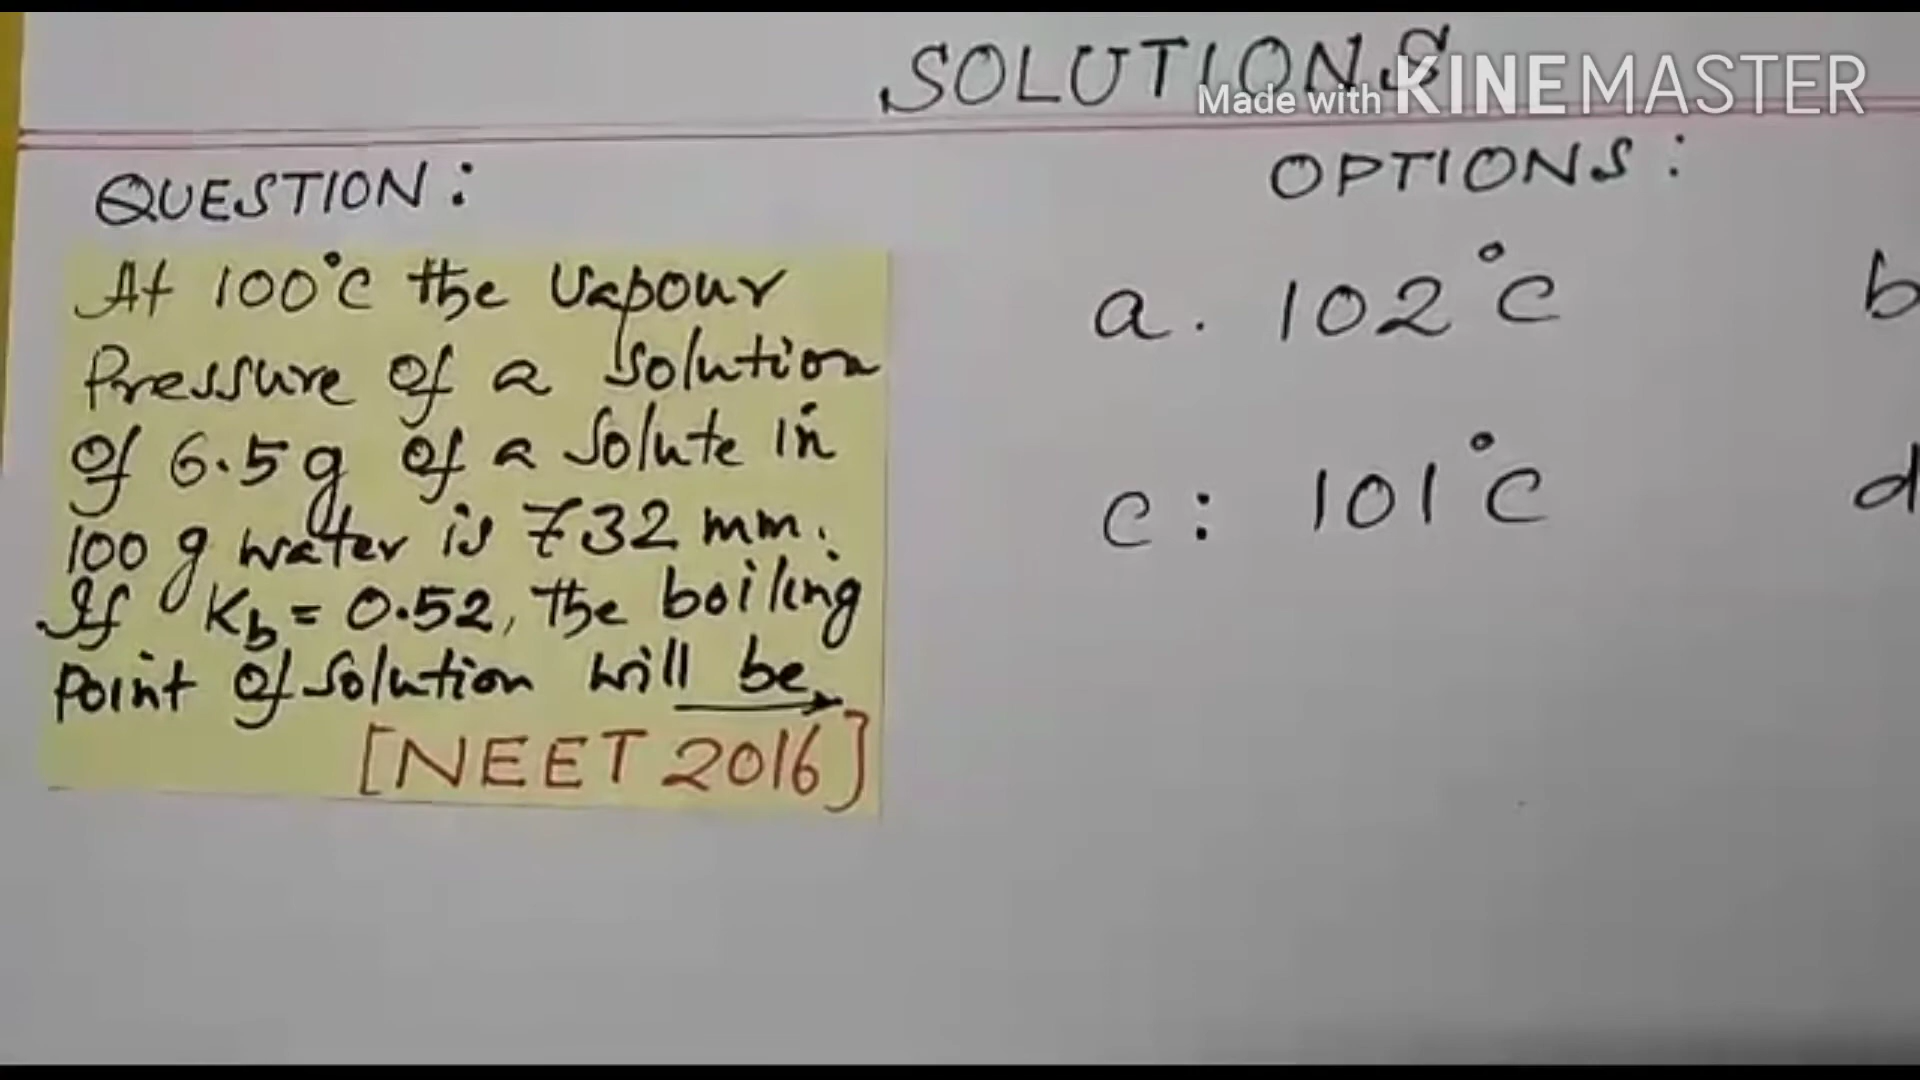 SOLUTIONS
Made with KINEMASTER
QUESTION:
OPTIONS:
At 100°C the Vapour
Pressure of a Solution
of 6.5g of a Solute in
100 g water is 732 mm.
If Kb = 0.52, the boiling
Point of Solution will be
[NEET 2016]
a. 102°C
b
c: 101°C
d